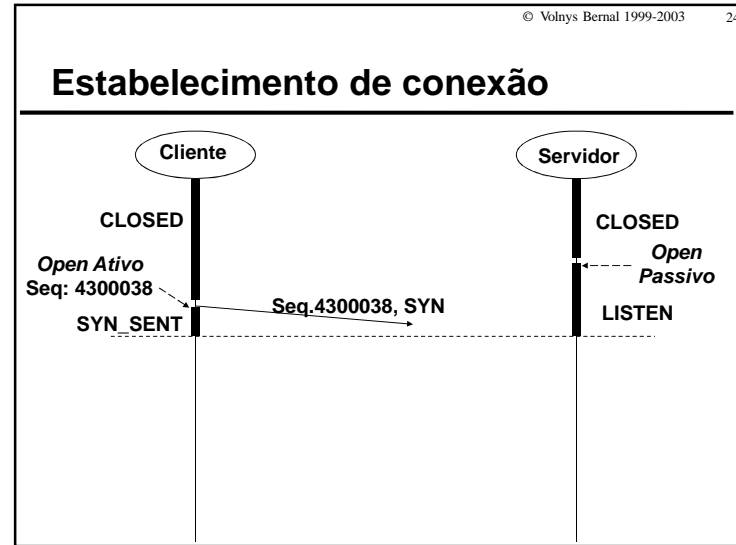 © Volnys Bernal 1999-2003 24
Estabelecimento de conexão
Cliente
Servidor
CLOSED
CLOSED
Open Ativo
Seq: 4300038
Open
Passivo
Seq.4300038, SYN
SYN_SENT
LISTEN